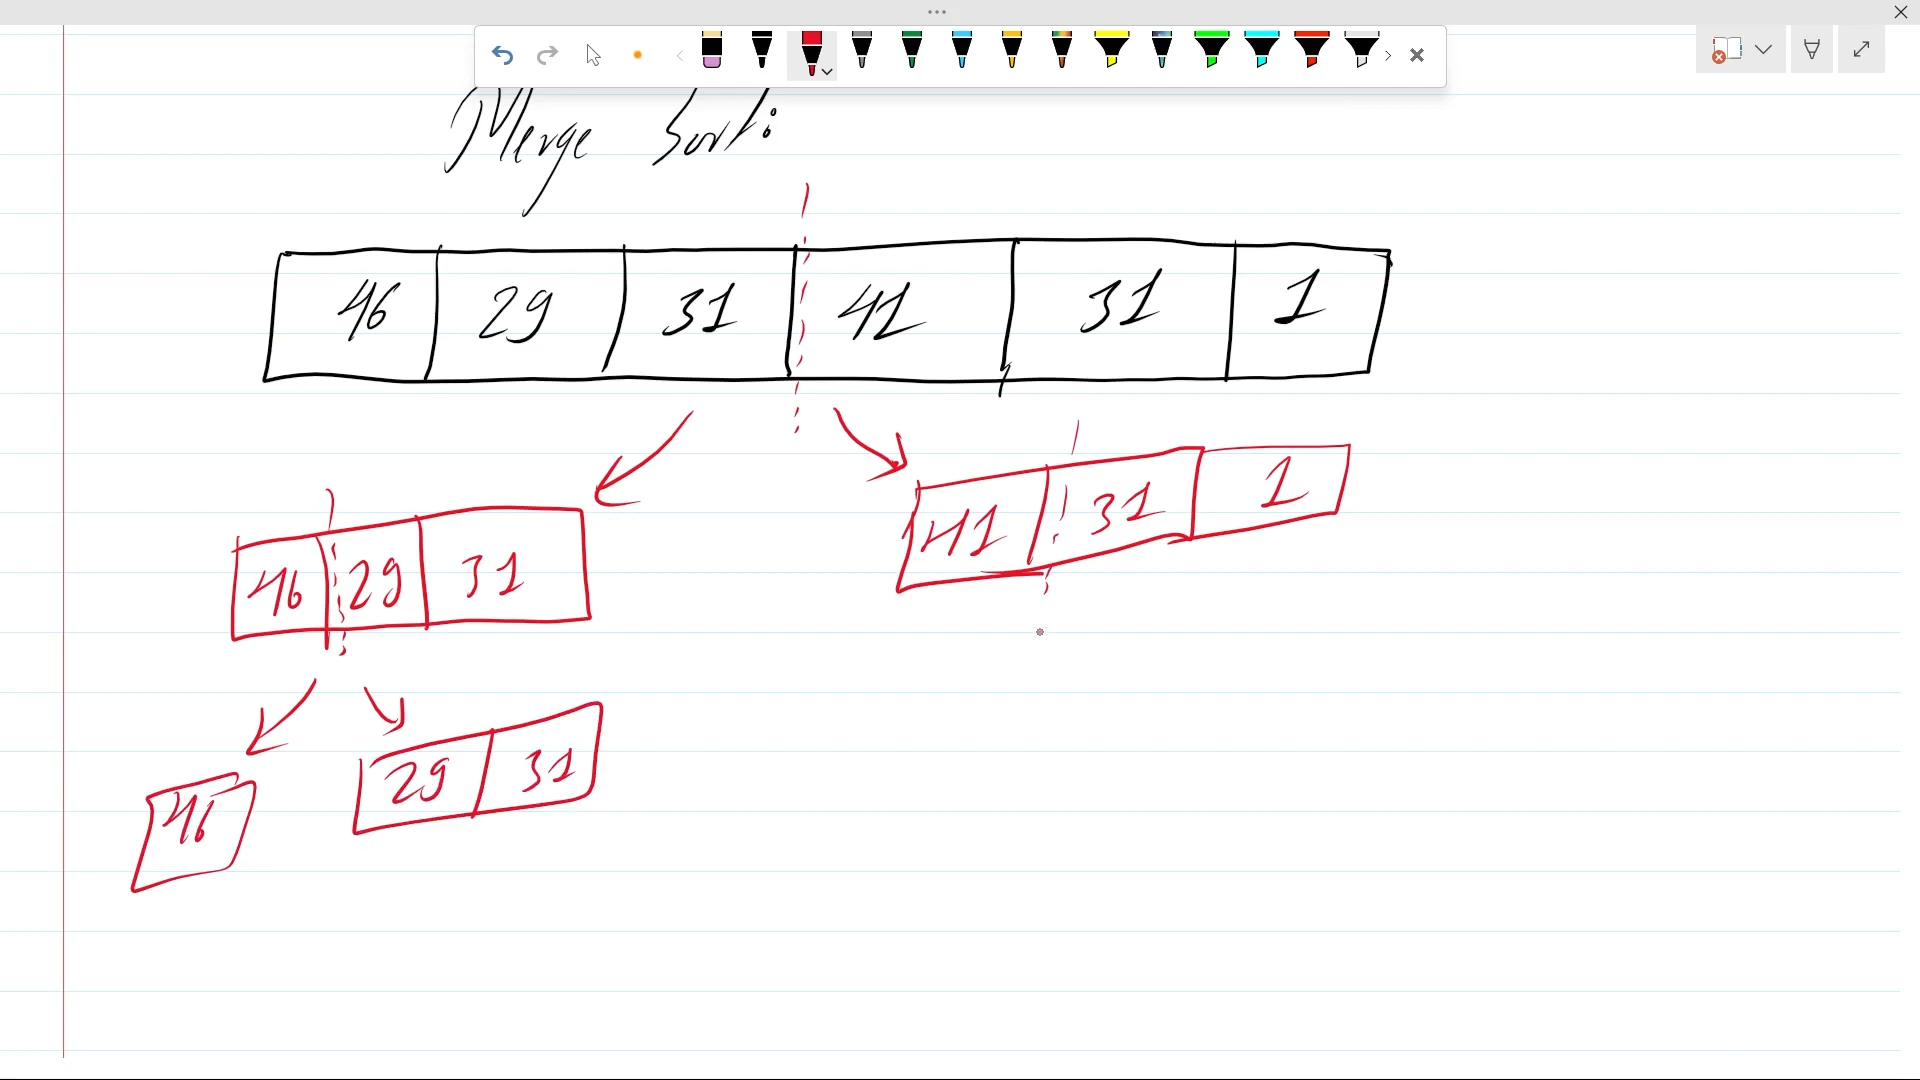 Merge Sort:
46 29 31 41 31 1
41 31 1
46 29 31
29 31
46